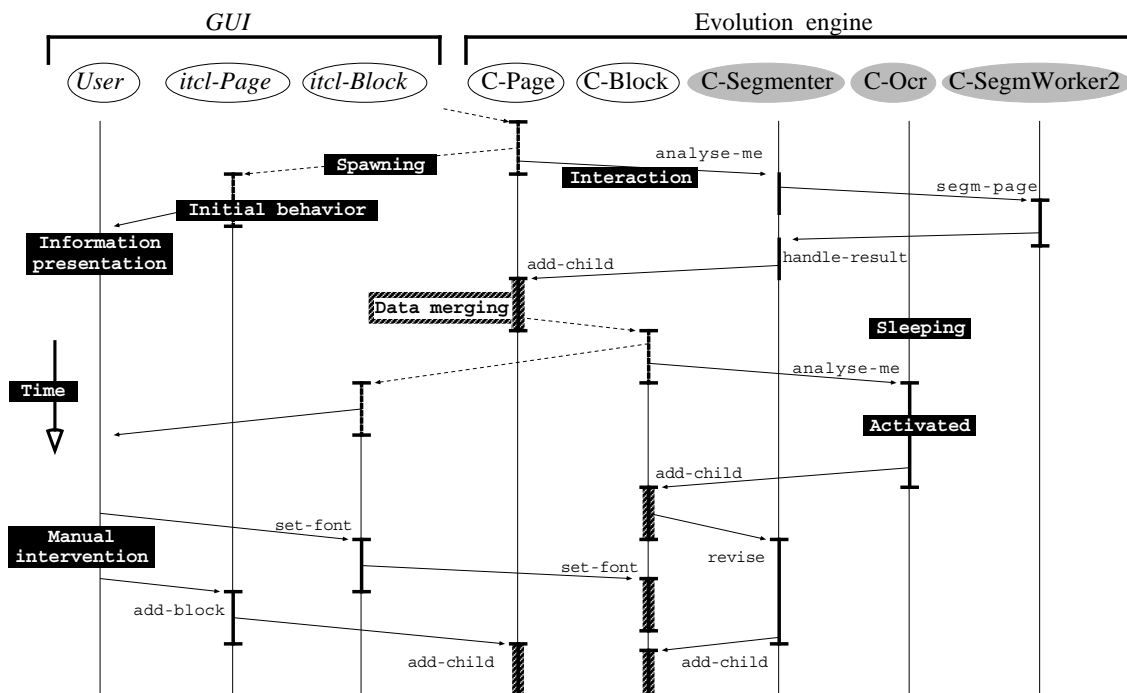 GUI
Evolution engine
User
itcl-Page
itcl-Block
C-Page
C-Block
C-Segmenter
C-Ocr
C-SegmWorker2
Spawning
analyse-me
Interaction
segm-page
Initial behavior
Information
presentation
handle-result
add-child
Data merging
Sleeping
analyse-me
Time
Activated
add-child
set-font
Manual
intervention
revise
set-font
add-block
add-child
add-child